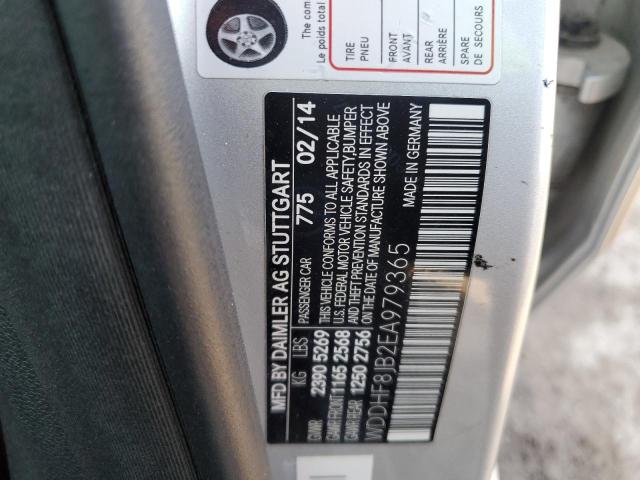 The com
Le poids total
TIRE
PNEU
FRONT
AVANT
REAR
ARRIÈRE
SPARE
DE SECOURS
MFD BY DAIMLER AG STUTTGART
775 02/14
KG LBS PASSENGER CAR
GVWR 2390 5269
GAWR FRONT 1165 2568
GAWR REAR 1250 2756
THIS VEHICLE CONFORMS TO ALL APPLICABLE
U.S. FEDERAL MOTOR VEHICLE SAFETY,BUMPER
AND THEFT PREVENTION STANDARDS IN EFFECT
ON THE DATE OF MANUFACTURE SHOWN ABOVE
WDDHF8JB2EA979365
MADE IN GERMANY